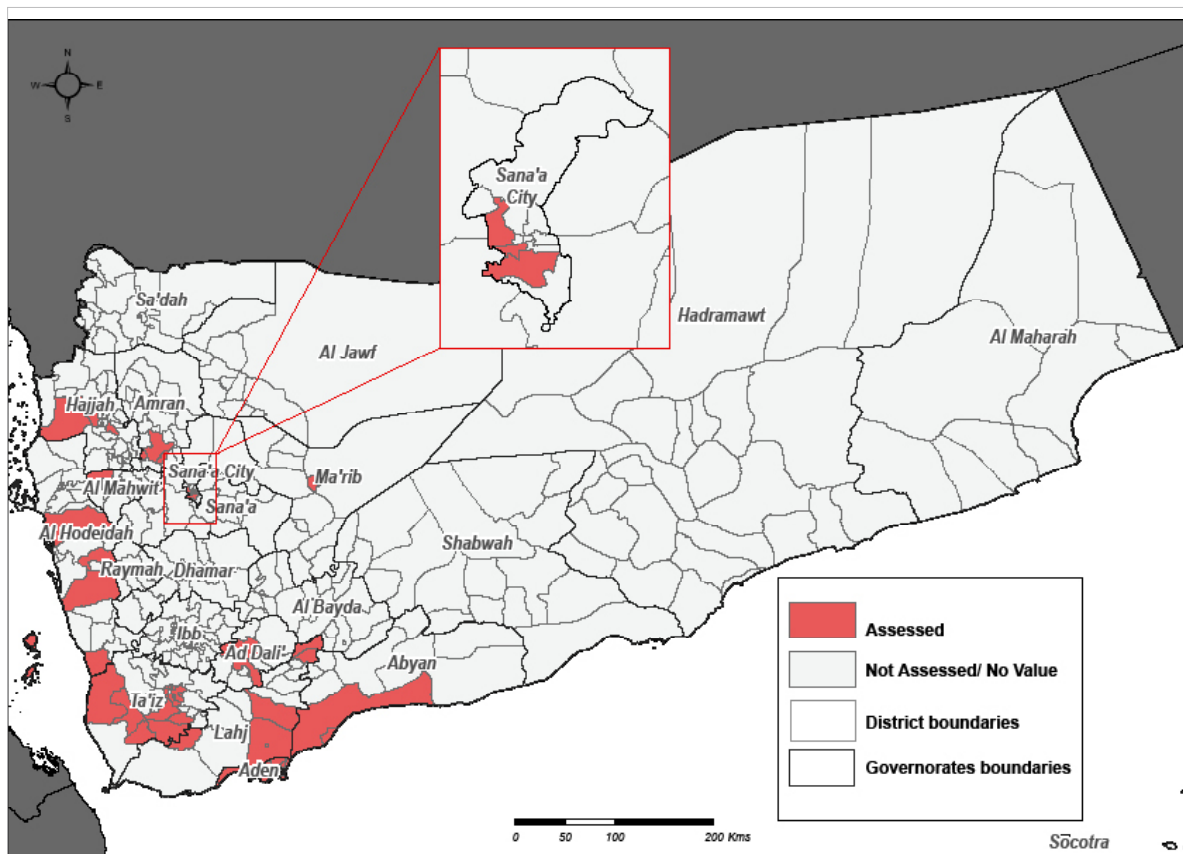 N
W
E
S
Sana'a
City
Sa'dah
Al Jawf
Hadramawt
Al Maharah
Hajjah
Amran
Sana'a City
Ma'rib
Al Mahwit
Sana'a
Al Hodeidah
Shabwah
Raymah
Dhamar
Al Bayda
Ibb
Ad Dali'
Abyan
Ta'iz
Lahj
Aden
Assessed
Not Assessed/ No Value
District boundaries
Governorates boundaries
0 50 100 200 Kms
Socotra